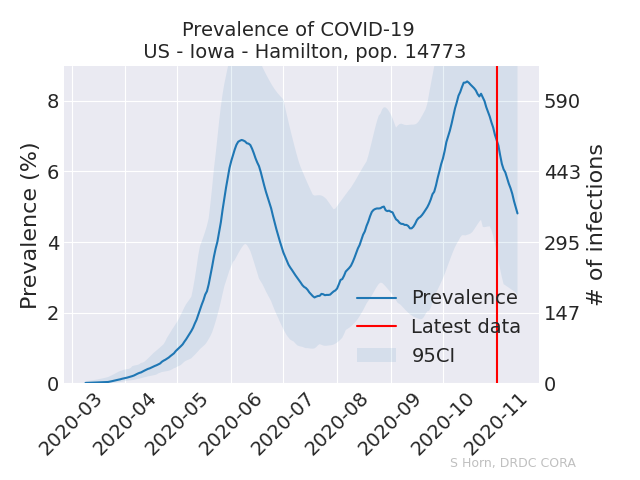 Prevalence of COVID-19
US - Iowa - Hamilton, pop. 14773
Prevalence (%)
8
6
4
2
0
590
443
295
147
0
# of infections
Prevalence
Latest data
95CI
2020-03
2020-04
2020-05
2020-06
2020-07
2020-08
2020-09
2020-10
2020-11
S Horn, DRDC CORA